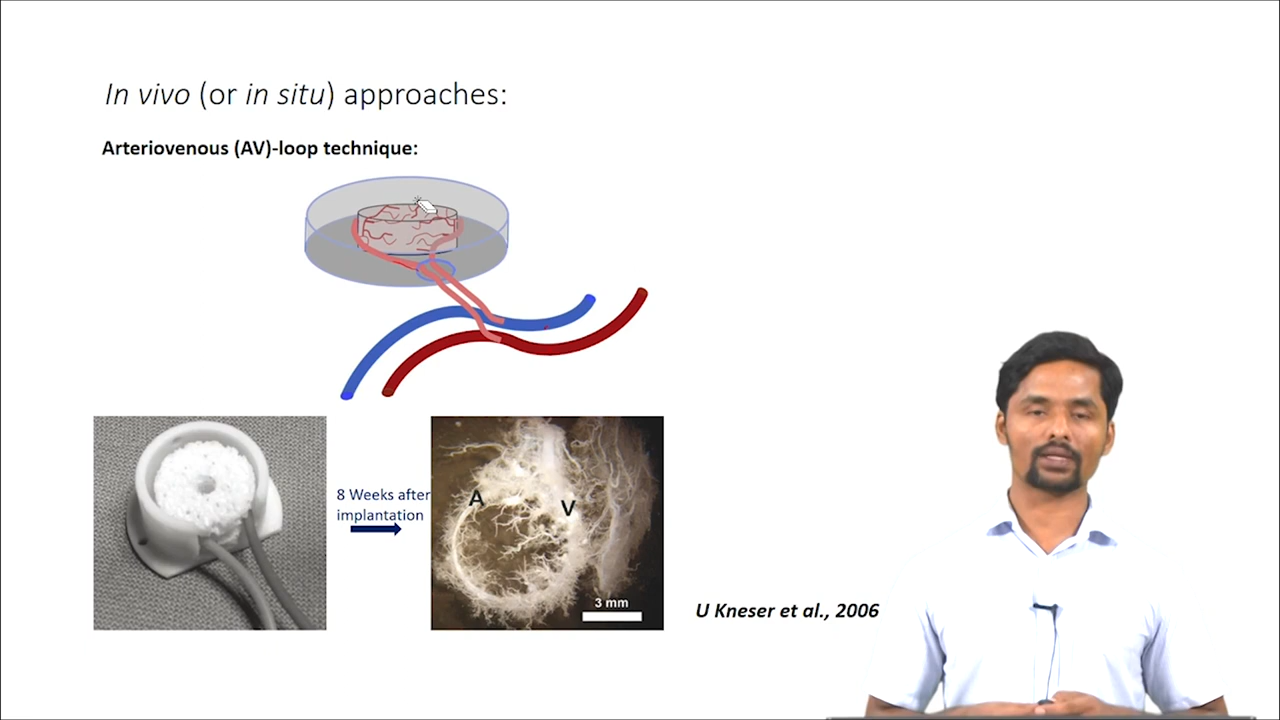 In vivo (or in situ) approaches:
Arteriovenous (AV)-loop technique:
8 Weeks after
implantation
A
V
3 mm
U Kneser et al., 2006